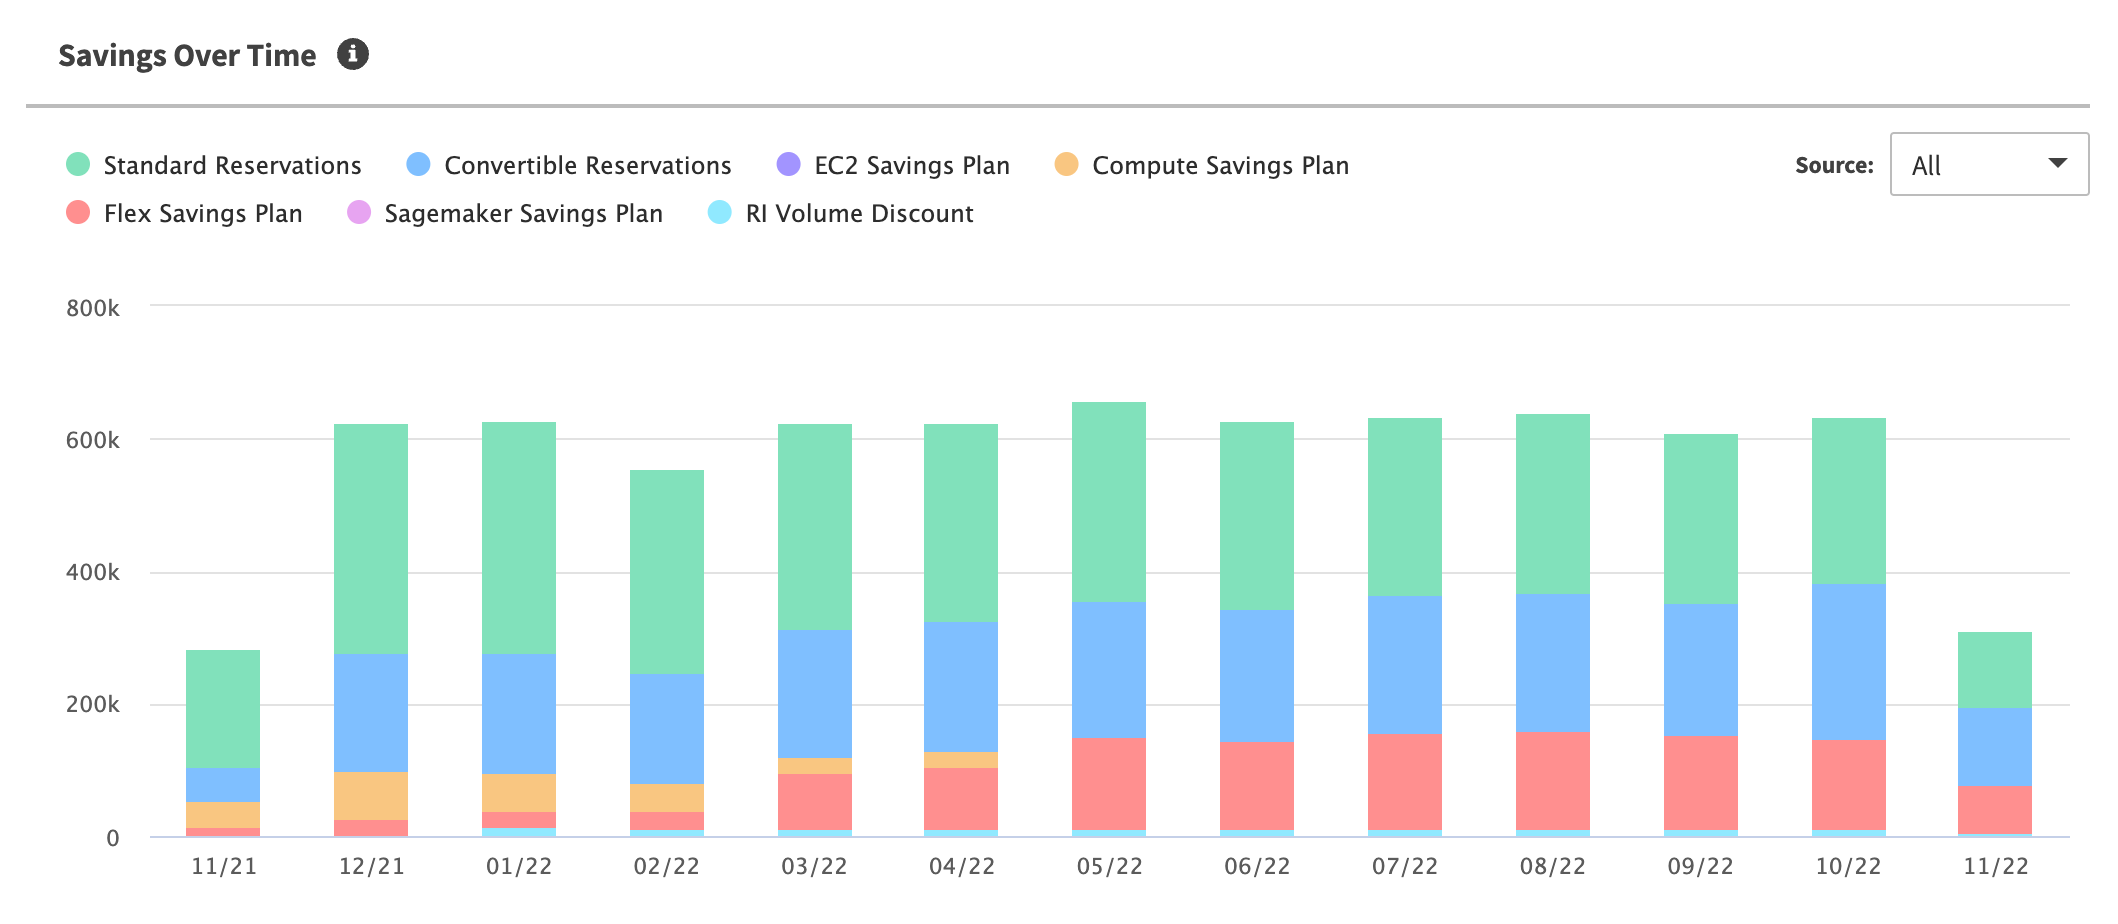 Savings Over Time
Standard Reservations Convertible Reservations EC2 Savings Plan Compute Savings Plan
Source: All
Flex Savings Plan Sagemaker Savings Plan RI Volume Discount
800k
600k
400k
200k
0
11/21 12/21 01/22 02/22 03/22 04/22 05/22 06/22 07/22 08/22 09/22 10/22 11/22